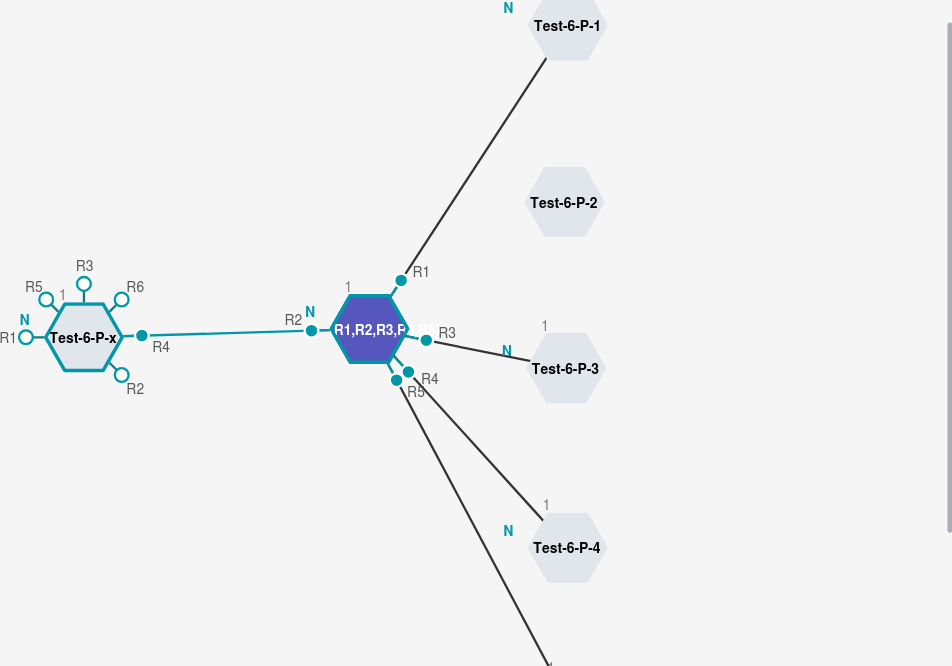 N
Test-6-P-1
Test-6-P-2
R3
R5
1
R6
N
R1
Test-6-P-x
R4
R2
R1
1
N
R2
R1,R2,R3,R
R3
1
N
Test-6-P-3
R4
R5
1
N
Test-6-P-4